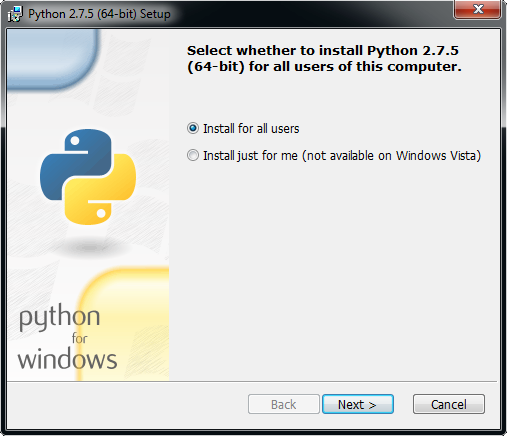 Python 2.7.5 (64-bit) Setup
Select whether to install Python 2.7.5
(64-bit) for all users of this computer.
Install for all users
Install just for me (not available on Windows Vista)
python
for
windows
Back
Next >
Cancel